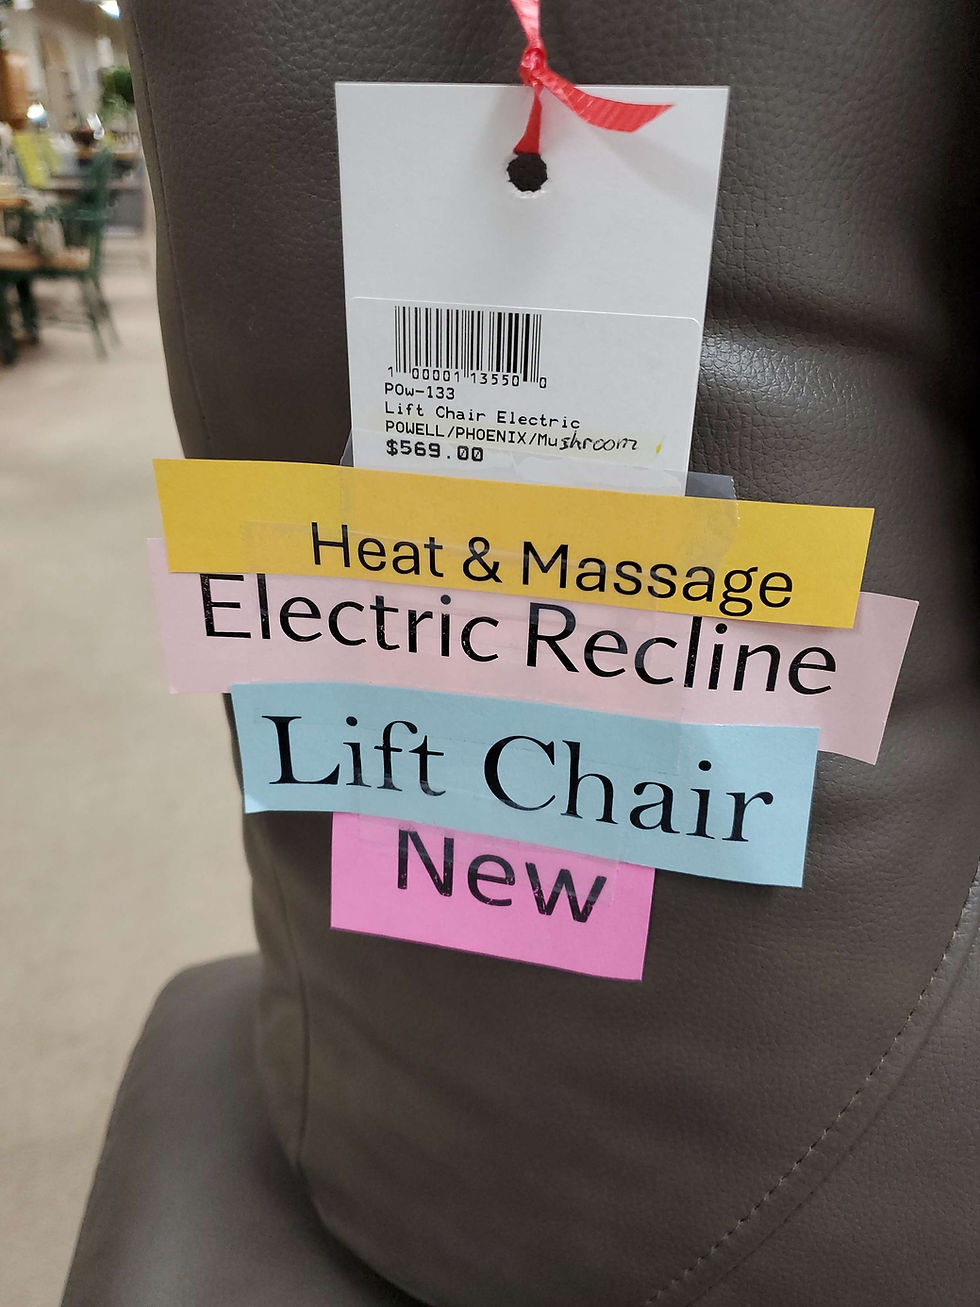 1 00001 13550 0
POw-133
Lift Chair Electric
POWELL/PHOENIX/Mushroom
$569.00
Heat & Massage
Electric Recline
Lift Chair
New